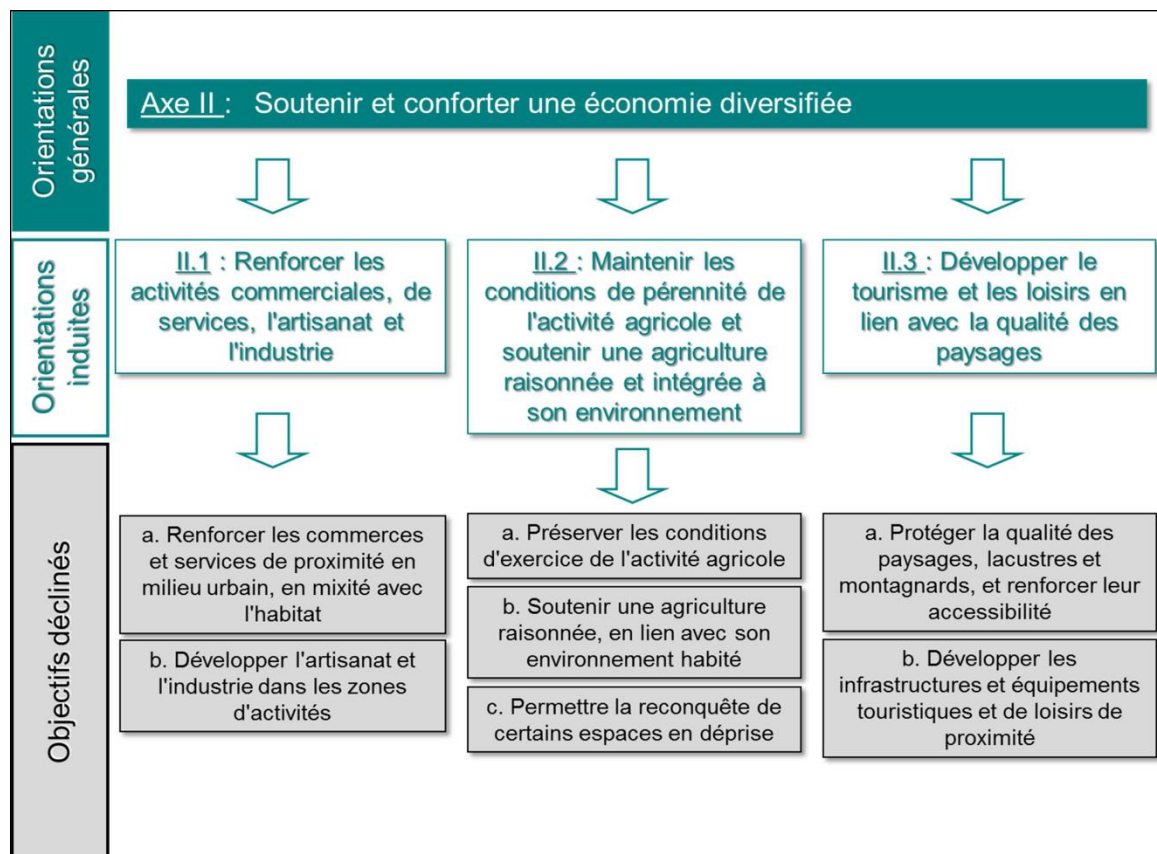 Orientations
générales
Axe II : Soutenir et conforter une économie diversifiée
Orientations
induites
II.1 : Renforcer les
activités commerciales, de
services, l'artisanat et
l'industrie
II.2 : Maintenir les
conditions de pérennité de
l'activité agricole et
soutenir une agriculture
raisonnée et intégrée à
son environnement
II.3 : Développer le
tourisme et les loisirs en
lien avec la qualité des
paysages
Objectifs déclinés
a. Renforcer les commerces
et services de proximité en
milieu urbain, en mixité avec
l'habitat
b. Développer l'artisanat et
l'industrie dans les zones
d'activités
a. Préserver les conditions
d'exercice de l'activité agricole
b. Soutenir une agriculture
raisonnée, en lien avec son
environnement habité
c. Permettre la reconquête de
certains espaces en déprise
a. Protéger la qualité des
paysages, lacustres et
montagnards, et renforcer leur
accessibilité
b. Développer les
infrastructures et équipements
touristiques et de loisirs de
proximité